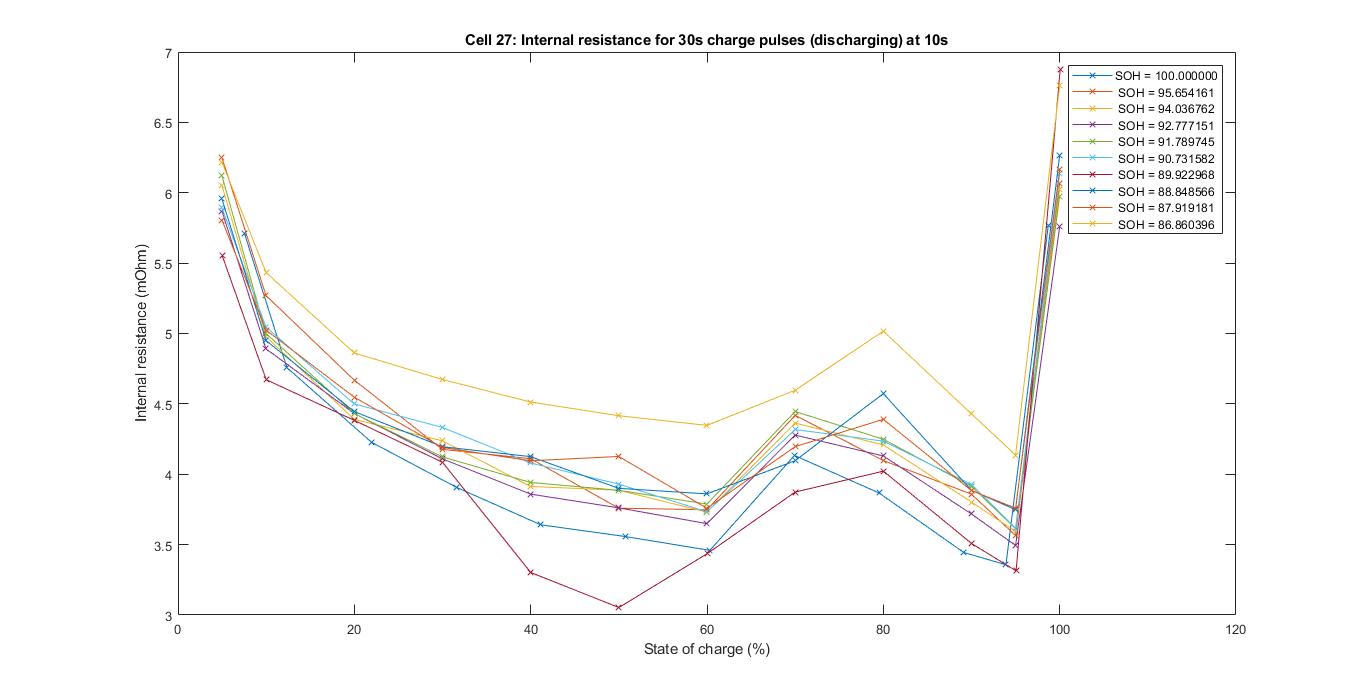 Cell 27: Internal resistance for 30s charge pulses (discharging) at 10s
7
6.5
6
5.5
5
4.5
4
3.5
3
Internal resistance (mOhm)
0 20 40 60 80 100 120
State of charge (%)
SOH = 100.000000
SOH = 95.654161
SOH = 94.036762
SOH = 92.777151
SOH = 91.789745
SOH = 90.731582
SOH = 89.922968
SOH = 88.848566
SOH = 87.919181
SOH = 86.860396